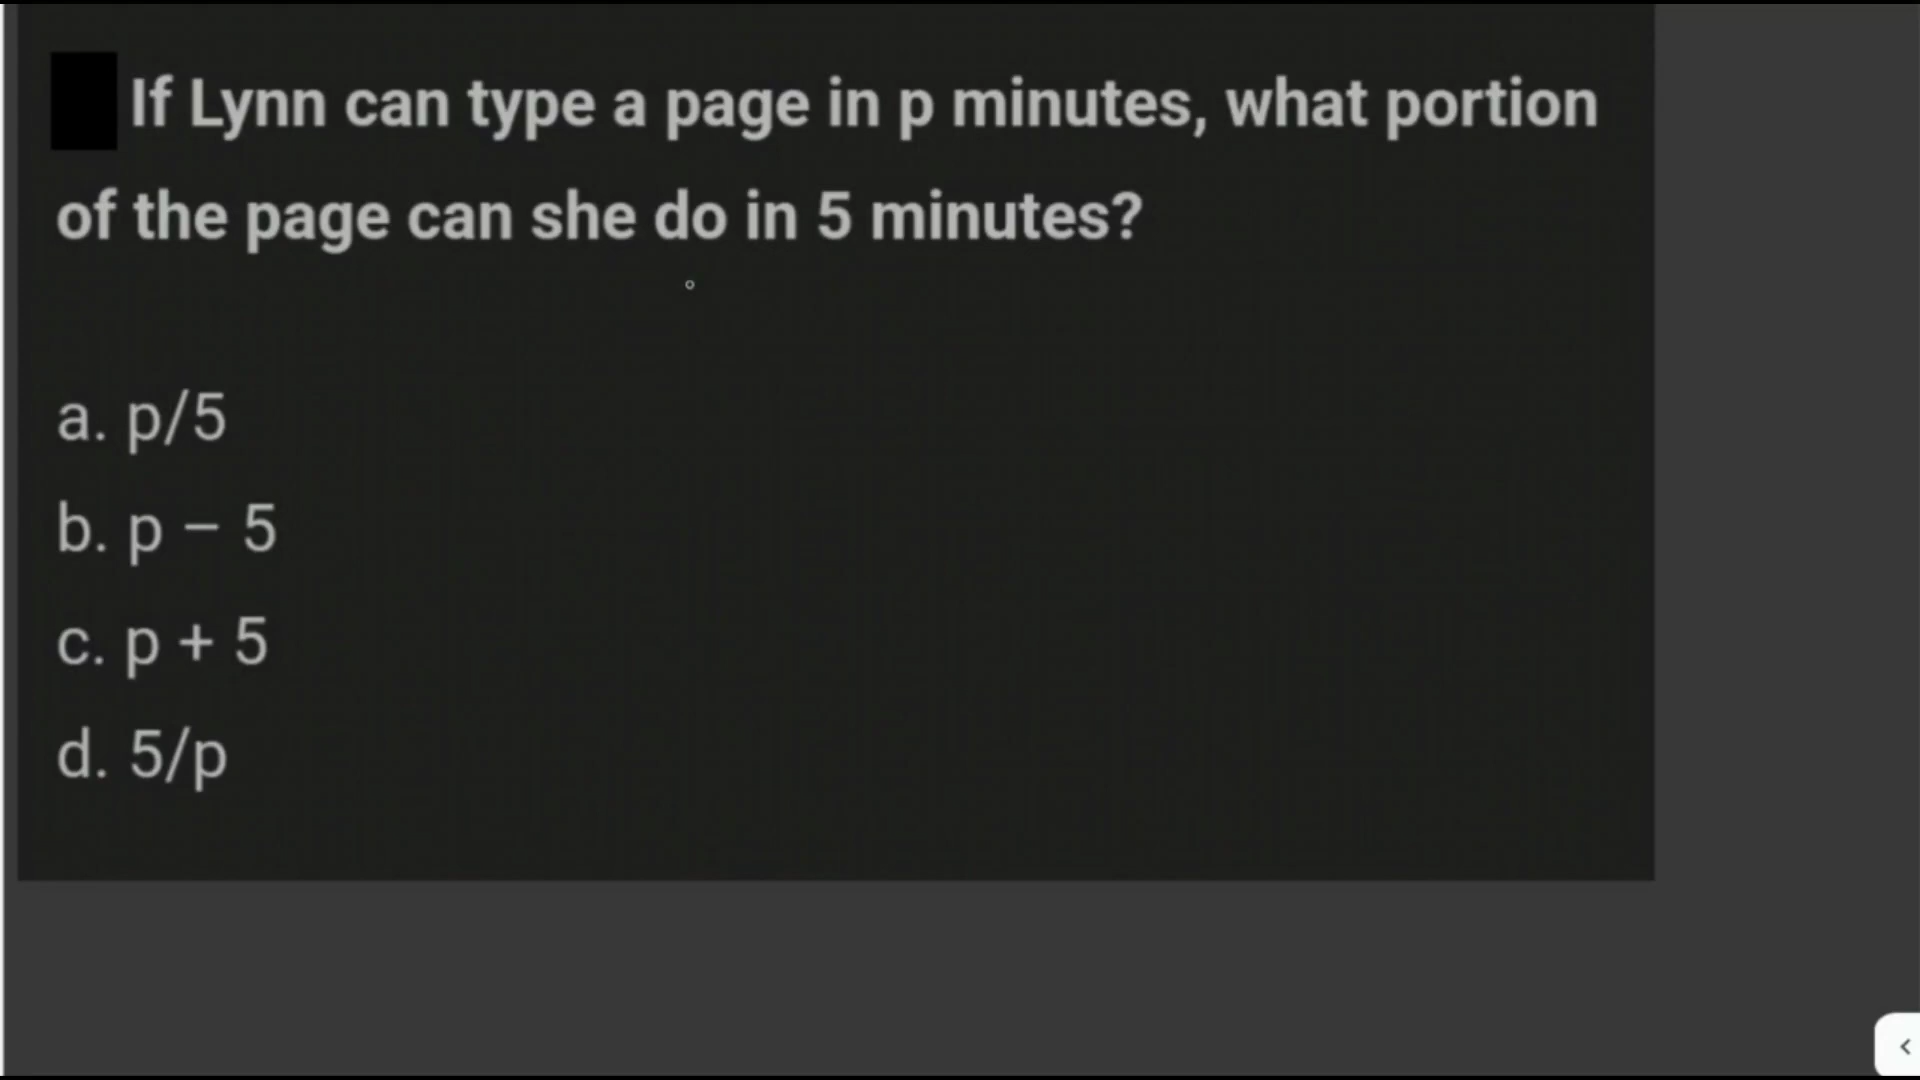 If Lynn can type a page in p minutes, what portion
of the page can she do in 5 minutes?
a. p/5
b. p – 5
c. p + 5
d. 5/p